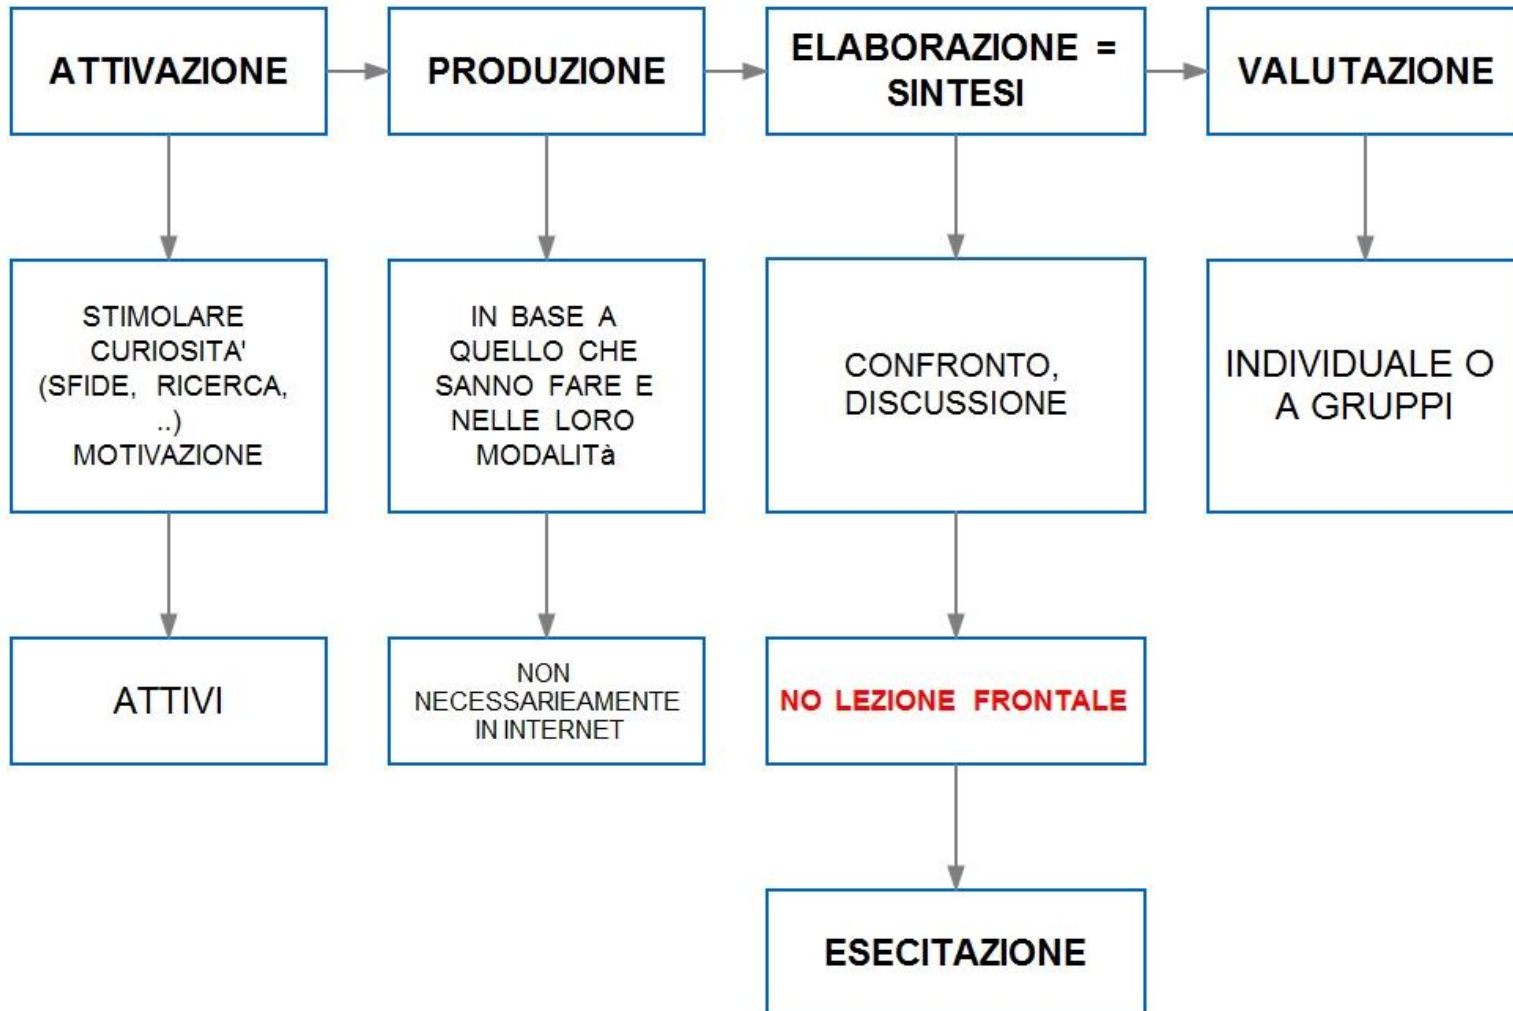 ATTIVAZIONE
PRODUZIONE
ELABORAZIONE =
SINTESI
VALUTAZIONE
STIMOLARE
CURIOSITA'
(SFIDE, RICERCA,
..)
MOTIVAZIONE
IN BASE A
QUELLO CHE
SANNO FARE E
NELLE LORO
MODALITà
CONFRONTO,
DISCUSSIONE
INDIVIDUALE O
A GRUPPI
ATTIVI
NON
NECESSARIEAMENTE
IN INTERNET
NO LEZIONE FRONTALE
ESECITAZIONE